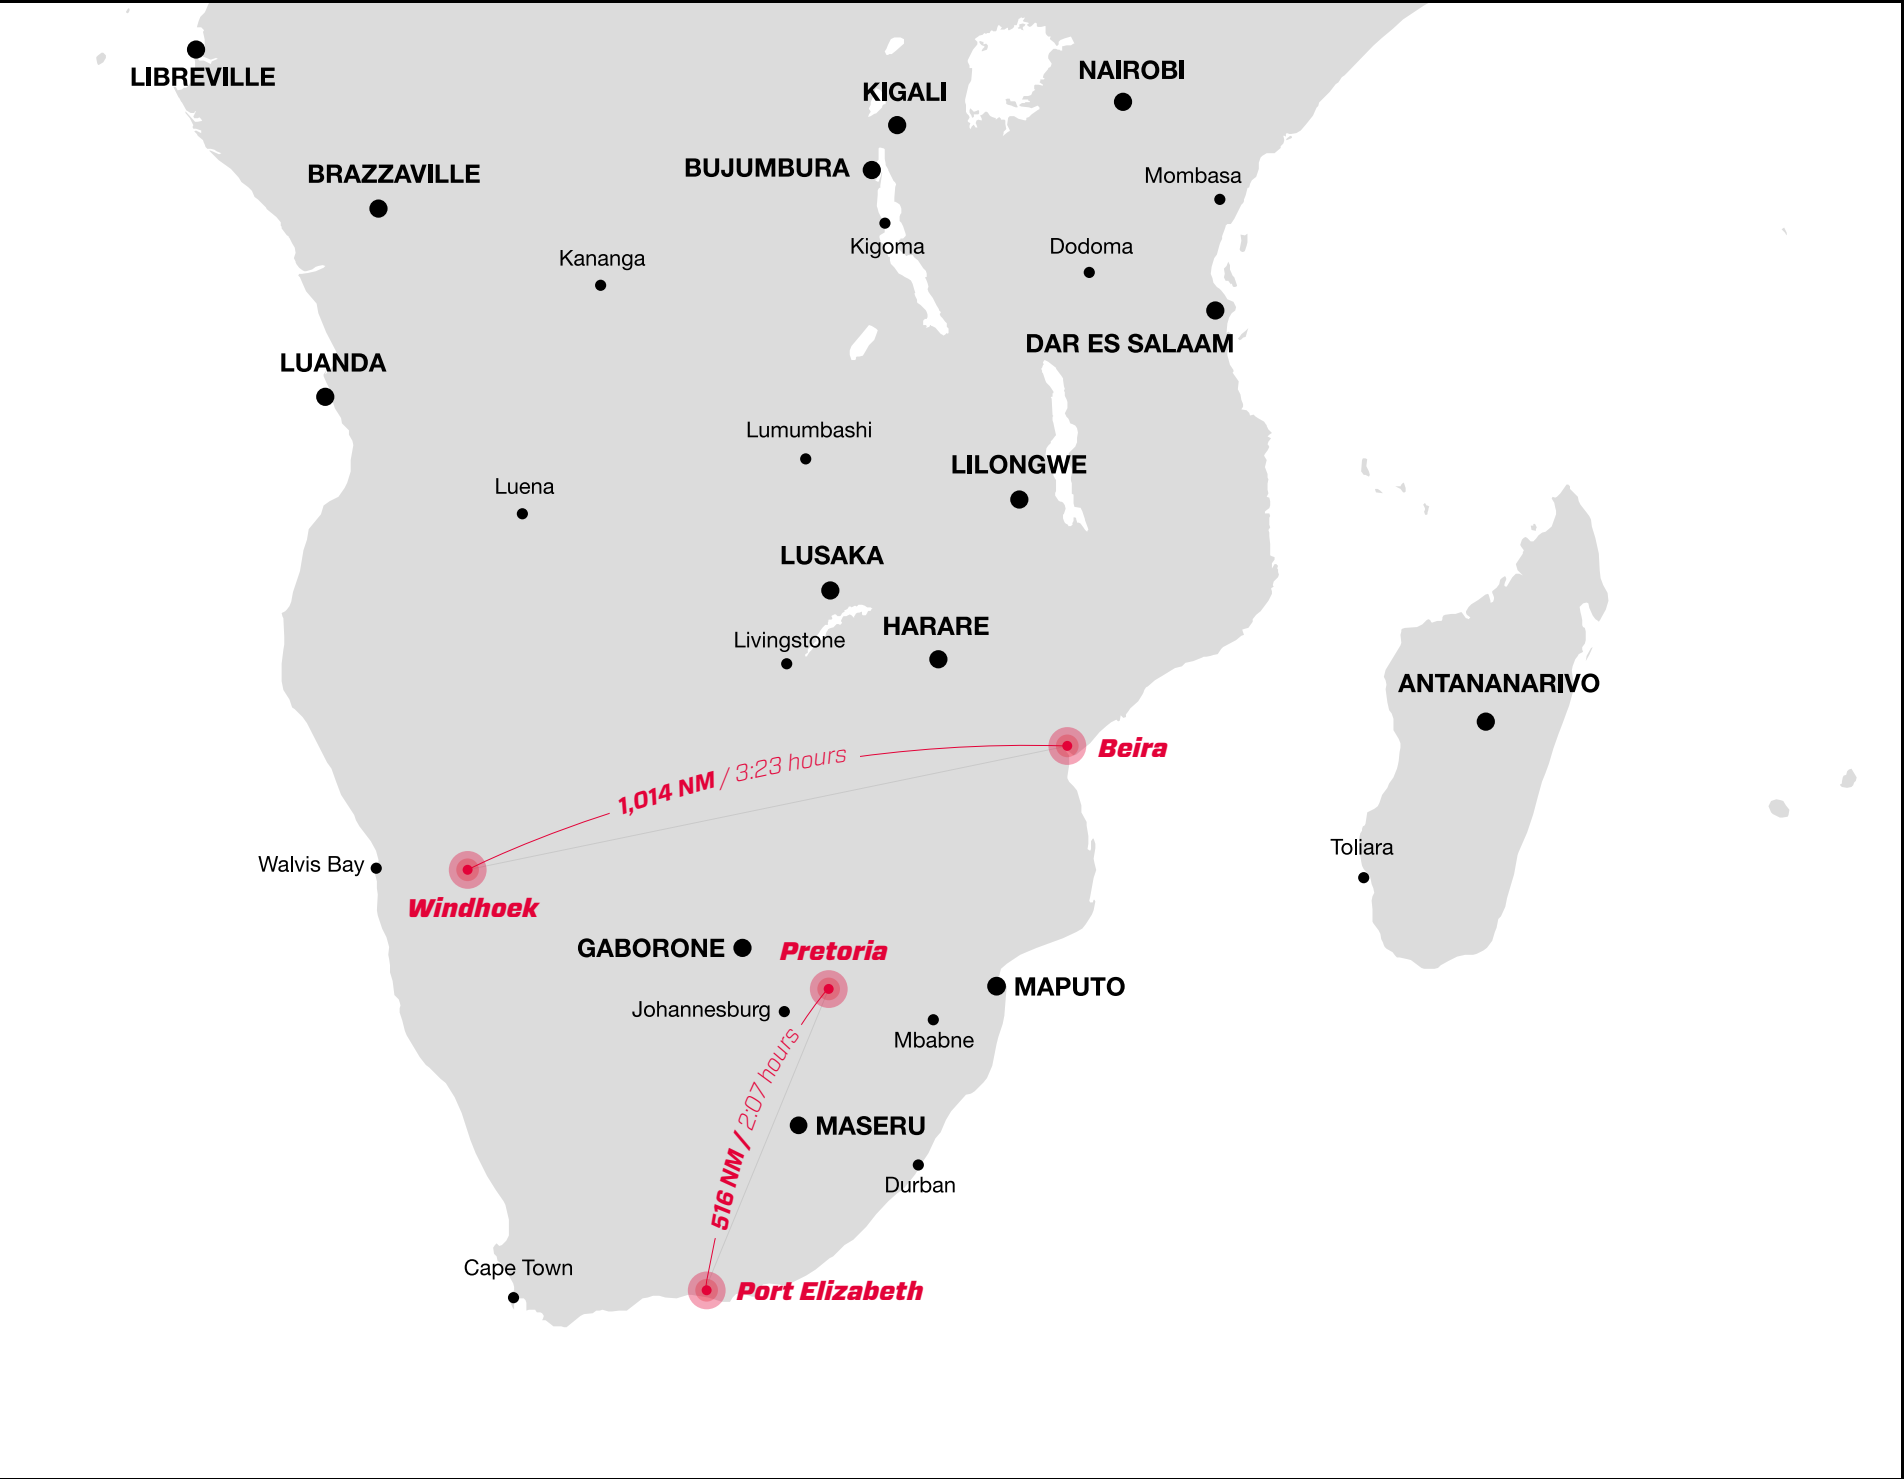 LIBREVILLE
NAIROBI
KIGALI
BUJUMBURA
BRAZZAVILLE
Mombasa
Kigoma
Dodoma
Kananga
DAR ES SALAAM
LUANDA
Lumumbashi
LILONGWE
Luena
LUSAKA
HARARE
Livingstone
ANTANANARIVO
Beira
1,014 NM / 3:23 hours
Toliara
Walvis Bay
Windhoek
GABORONE
Pretoria
MAPUTO
Johannesburg
Mbabne
516 NM / 2:07 hours
MASERU
Durban
Cape Town
Port Elizabeth